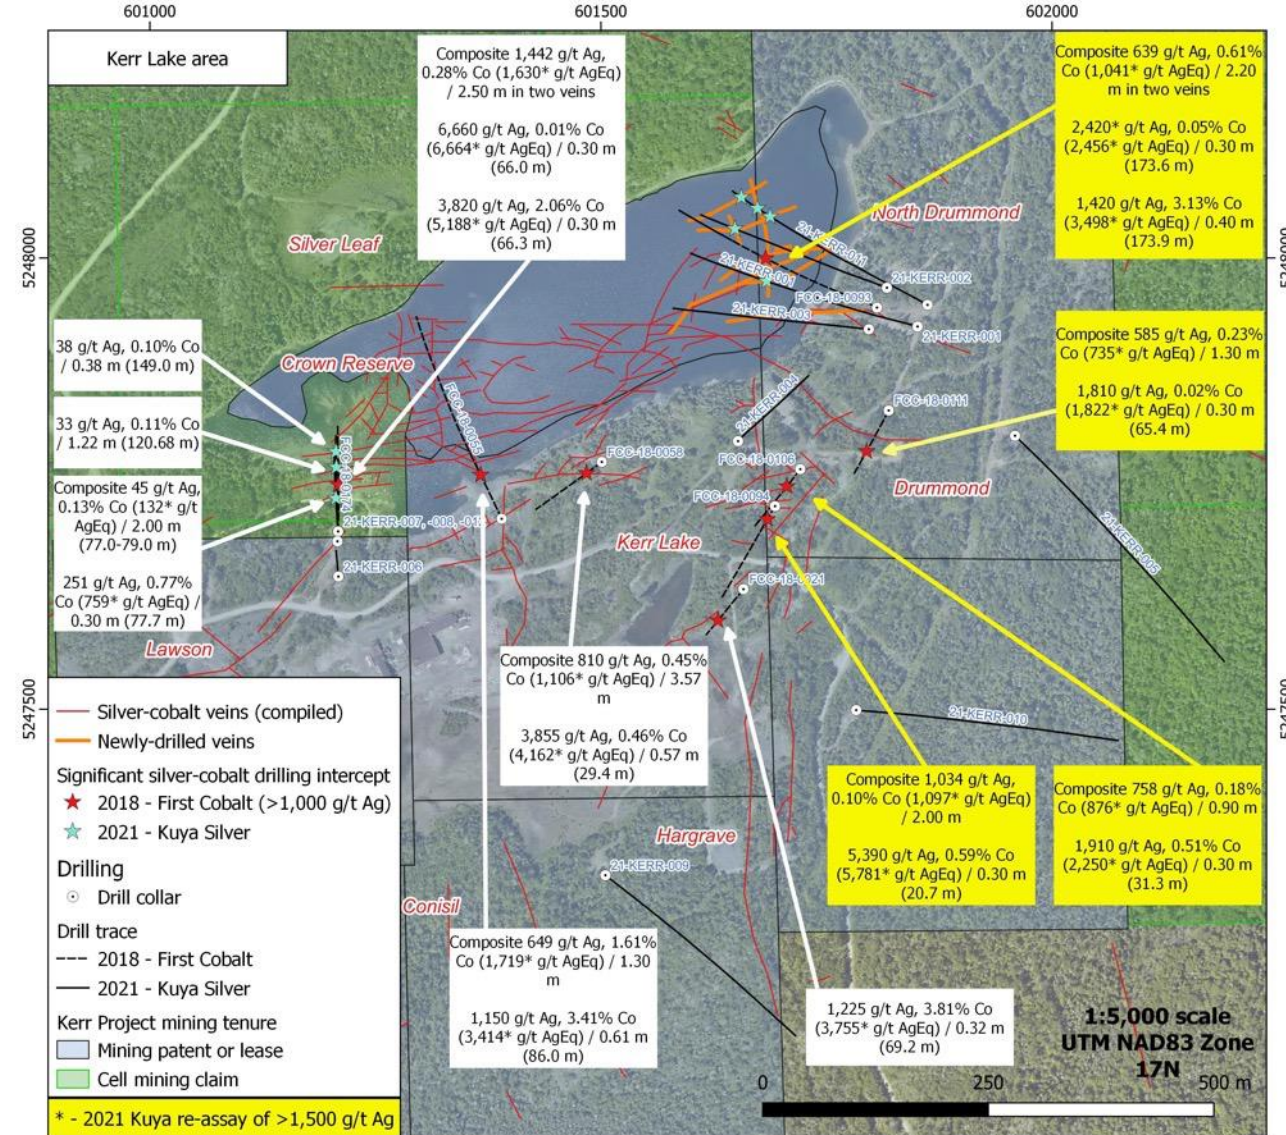 601000
601500
602000
5248000
5247500
5248000
5247500
Kerr Lake area
Composite 1,442 g/t Ag,
0.28% Co (1,630* g/t AgEq)
/ 2.50 m in two veins
6,660 g/t Ag, 0.01% Co
(6,664* g/t AgEq) / 0.30 m
(66.0 m)
3,820 g/t Ag, 2.06% Co
(5,188* g/t AgEq) / 0.30 m
(66.3 m)
Composite 639 g/t Ag, 0.61%
Co (1,041* g/t AgEq) / 2.20
m in two veins
2,420* g/t Ag, 0.05% Co
(2,456* g/t AgEq) / 0.30 m
(173.6 m)
1,420 g/t Ag, 3.13% Co
(3,498* g/t AgEq) / 0.40 m
(173.9 m)
Silver Leaf
North Drummond
21-KERR-011
21-KERR-002
21-KERR-001
FCC-18-0093
21-KERR-003
21-KERR-001
38 g/t Ag, 0.10% Co
/ 0.38 m (149.0 m)
Crown Reserve
33 g/t Ag, 0.11% Co
/ 1.22 m (120.68 m)
Composite 45 g/t Ag,
0.13% Co (132* g/t
AgEq) / 2.00 m
(77.0-79.0 m)
251 g/t Ag, 0.77%
Co (759* g/t AgEq) /
0.30 m (77.7 m)
Composite 585 g/t Ag, 0.23%
Co (735* g/t AgEq) / 1.30 m
1,810 g/t Ag, 0.02% Co
(1,822* g/t AgEq) / 0.30 m
(65.4 m)
21-KERR-004
FCC-18-0111
FCC-18-0058
FCC-18-0106
FCC-18-0094
Drummond
21-KERR-005
21-KERR-007, -008,
21-KERR-006
Kerr Lake
FCC-18-0021
Lawson
Composite 810 g/t Ag, 0.45%
Co (1,106* g/t AgEq) / 3.57
m
3,855 g/t Ag, 0.46% Co
(4,162* g/t AgEq) / 0.57 m
(29.4 m)
21-KERR-010
Composite 1,034 g/t Ag,
0.10% Co (1,097* g/t AgEq)
/ 2.00 m
5,390 g/t Ag, 0.59% Co
(5,781* g/t AgEq) / 0.30 m
(20.7 m)
Composite 758 g/t Ag, 0.18%
Co (876* g/t AgEq) / 0.90 m
1,910 g/t Ag, 0.51% Co
(2,250* g/t AgEq) / 0.30 m
(31.3 m)
Hargrave
21-KERR-009
Conisil
Composite 649 g/t Ag, 1.61%
Co (1,719* g/t AgEq) / 1.30
m
1,150 g/t Ag, 3.41% Co
(3,414* g/t AgEq) / 0.61 m
(86.0 m)
1,225 g/t Ag, 3.81% Co
(3,755* g/t AgEq) / 0.32 m
(69.2 m)
Silver-cobalt veins (compiled)
Newly-drilled veins
Significant silver-cobalt drilling intercept
2018 - First Cobalt (>1,000 g/t Ag)
2021 - Kuya Silver
Drilling
Drill collar
Drill trace
2018 - First Cobalt
2021 - Kuya Silver
Kerr Project mining tenure
Mining patent or lease
Cell mining claim
* - 2021 Kuya re-assay of >1,500 g/t Ag
1:5,000 scale
UTM NAD83 Zone
17N
0
250
500 m